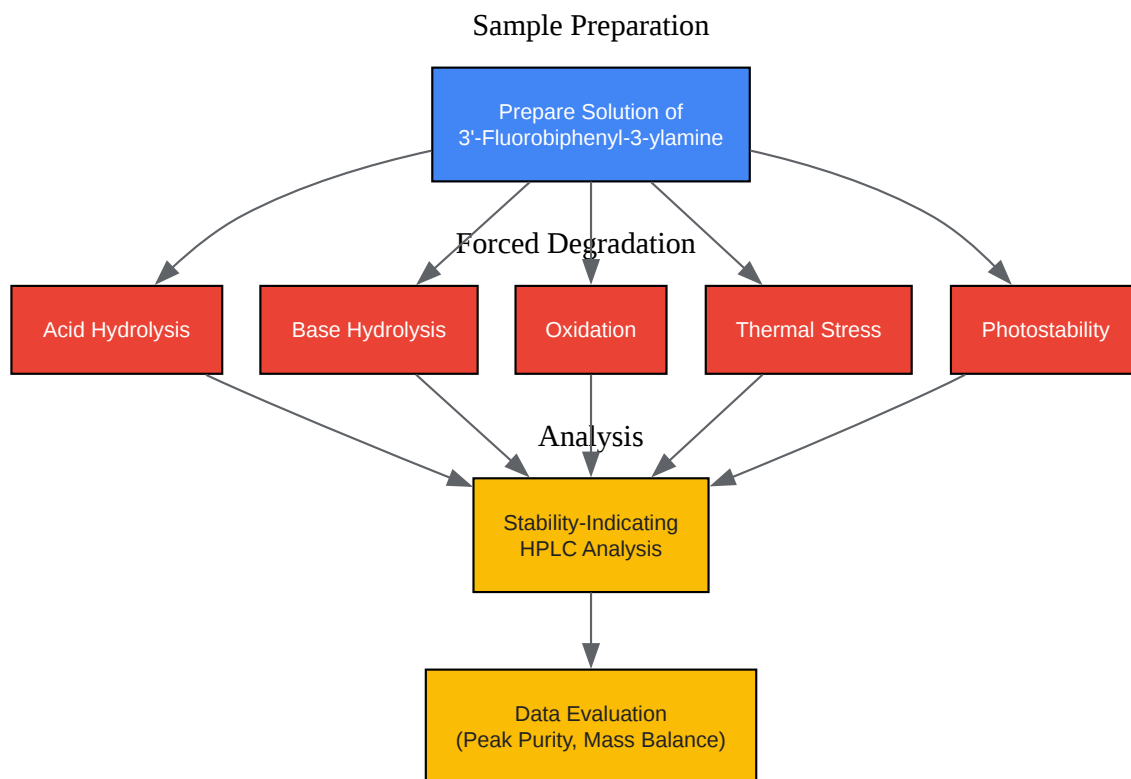 Sample Preparation
Prepare Solution of
3'-Fluorobiphenyl-3-ylamine
Forced Degradation
Acid Hydrolysis
Base Hydrolysis
Oxidation
Thermal Stress
Photostability
Analysis
Stability-Indicating
HPLC Analysis
Data Evaluation
(Peak Purity, Mass Balance)